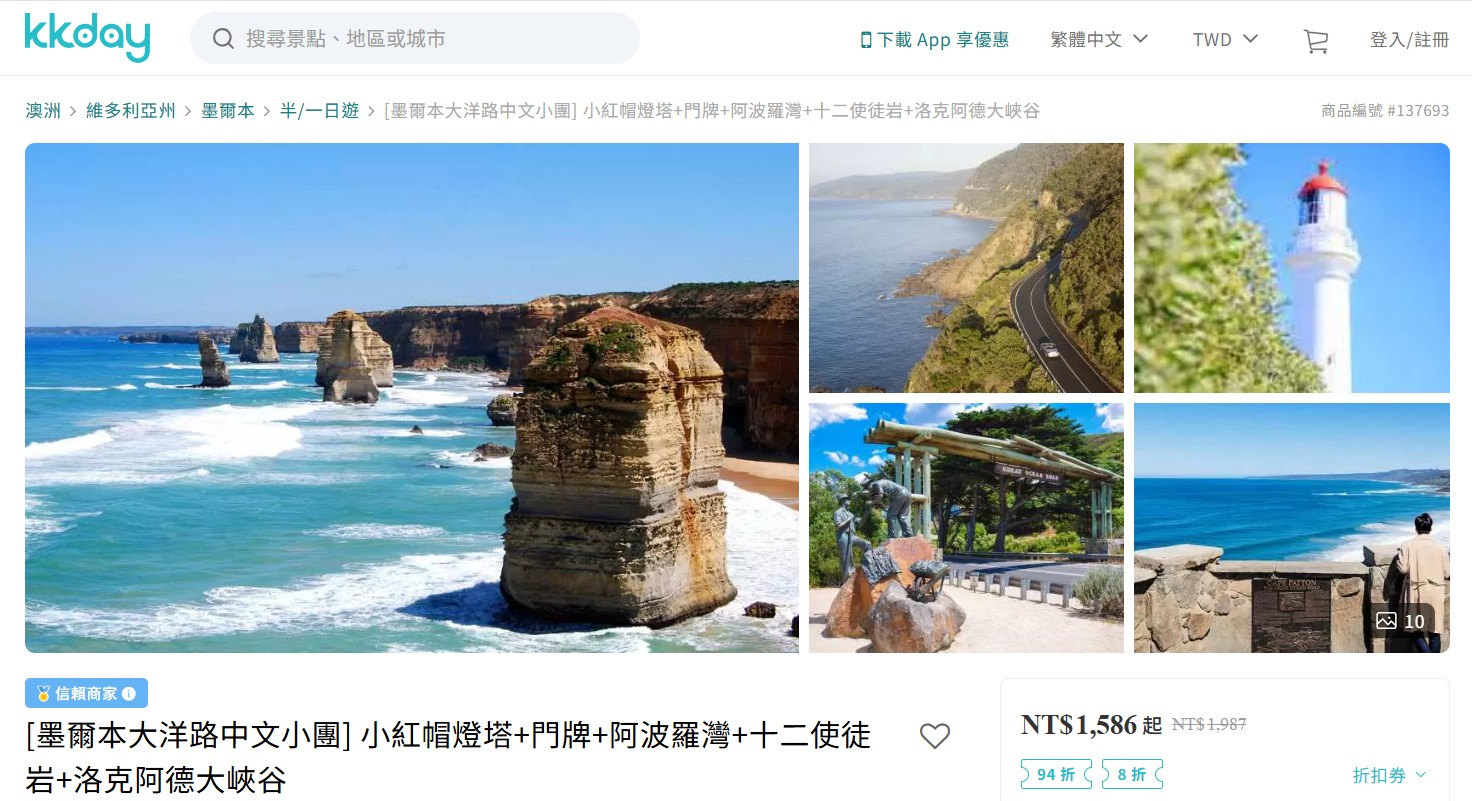 kkday
搜尋景點、地區或城市
下載 App 享優惠
繁體中文
TWD
登入/註冊
澳洲 › 維多利亞州 › 墨爾本 › 半/一日遊 › [墨爾本大洋路中文小團] 小紅帽燈塔+門牌+阿波羅灣+十二使徒岩+洛克阿德大峽谷
商品編號 #137693
GREAT OCEAN ROAD
CAPE PATTON
10
信賴商家
[墨爾本大洋路中文小團] 小紅帽燈塔+門牌+阿波羅灣+十二使徒
岩+洛克阿德大峽谷
NT$1,586 起 NT$1,987
94 折
8 折
折扣券